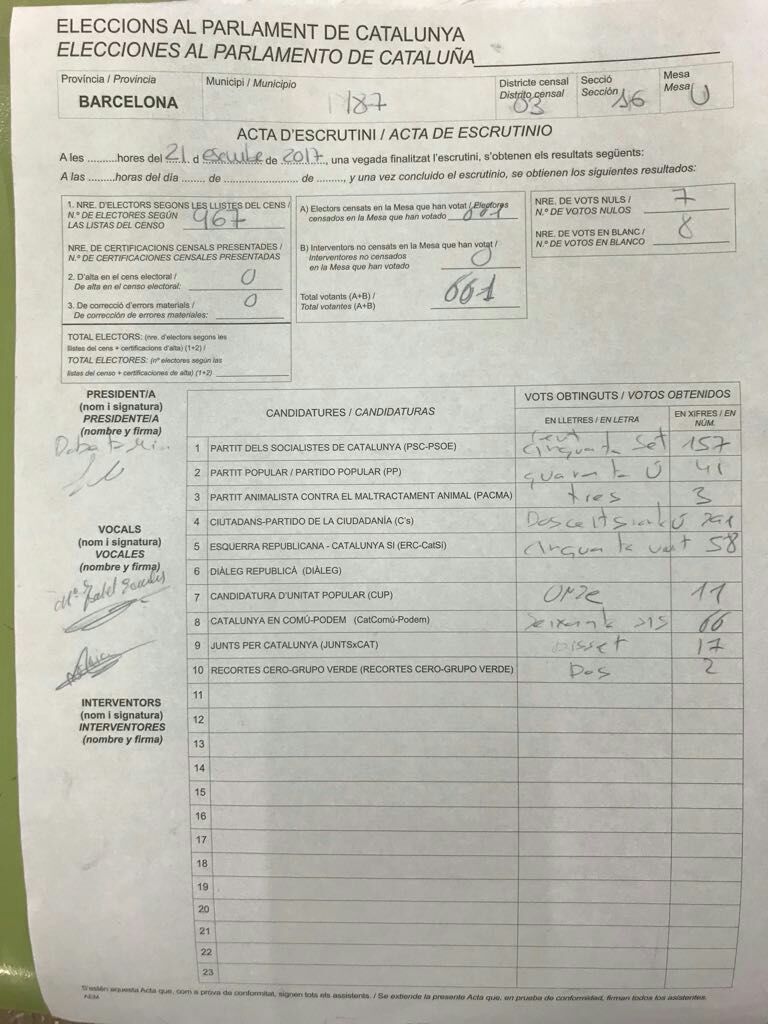 ELECCIONS AL PARLAMENT DE CATALUNYA
ELECCIONES AL PARLAMENTO DE CATALUÑA
Província / Provincia
BARCELONA
Municipi / Municipio
187
Districte censal
Distrito censal
03
Secció
Sección
16
Mesa
Mesa
U
ACTA D'ESCRUTINI / ACTA DE ESCRUTINIO
A les .........hores del 21 d de 2017, una vegada finalitzat l'escrutini, s'obtenen els resultats següents:
A las .........horas del día ....... de ........................ de ........, y una vez concluido el escrutinio, se obtienen los siguientes resultados:
1. NRE. D'ELECTORS SEGONS LES LLISTES DEL CENS /
N.º DE ELECTORES SEGÚN
LAS LISTAS DEL CENSO
967
NRE. DE CERTIFICACIONS CENSALS PRESENTADES /
N.º DE CERTIFICACIONES CENSALES PRESENTADAS
2. D'alta en el cens electoral /
De alta en el censo electoral:
0
3. De correcció d'errors materials /
De corrección de errores materiales:
0
TOTAL ELECTORS: (nre. d'electors segons les
llistes del cens + certificacions d'alta) (1+2) /
TOTAL ELECTORES: (nº electores según las
listas del censo + certificaciones de alta) (1+2)
A) Electors censats en la Mesa que han votat / Electores
censados en la Mesa que han votado
661
B) Interventors no censats en la Mesa que han votat /
Interventores no censados
en la Mesa que han votado
0
Total votants (A+B) /
Total votantes (A+B)
661
NRE. DE VOTS NULS /
N.º DE VOTOS NULOS
7
NRE. DE VOTS EN BLANC /
N.º DE VOTOS EN BLANCO
8
PRESIDENT/A
(nom i signatura)
PRESIDENTE/A
(nombre y firma)
VOCALS
(nom i signatura)
VOCALES
(nombre y firma)
Mª Isabel
INTERVENTORS
(nom i signatura)
INTERVENTORES
(nombre y firma)
CANDIDATURES / CANDIDATURAS
VOTS OBTINGUTS / VOTOS OBTENIDOS
EN LLETRES / EN LETRA
EN XIFRES / EN NÚM.
1 PARTIT DELS SOCIALISTES DE CATALUNYA (PSC-PSOE) cent cinquanta set 157
2 PARTIT POPULAR / PARTIDO POPULAR (PP) quaranta ú 41
3 PARTIT ANIMALISTA CONTRA EL MALTRACTAMENT ANIMAL (PACMA) tres 3
4 CIUTADANS-PARTIDO DE LA CIUDADANÍA (C's) 291
5 ESQUERRA REPUBLICANA - CATALUNYA SI (ERC-CatSí) cinquanta vuit 58
6 DIÀLEG REPUBLICÀ (DIÀLEG)
7 CANDIDATURA D'UNITAT POPULAR (CUP) onze 11
8 CATALUNYA EN COMÚ-PODEM (CatComú-Podem) seixanta sis 66
9 JUNTS PER CATALUNYA (JUNTSxCAT) disset 17
10 RECORTES CERO-GRUPO VERDE (RECORTES CERO-GRUPO VERDE) Dos 2
11
12
13
14
15
16
17
18
19
20
21
22
23
S'estén aquesta Acta que, com a prova de conformitat, signen tots els assistents. / Se extiende la presente Acta que, en prueba de conformidad, firman todos los asistentes.